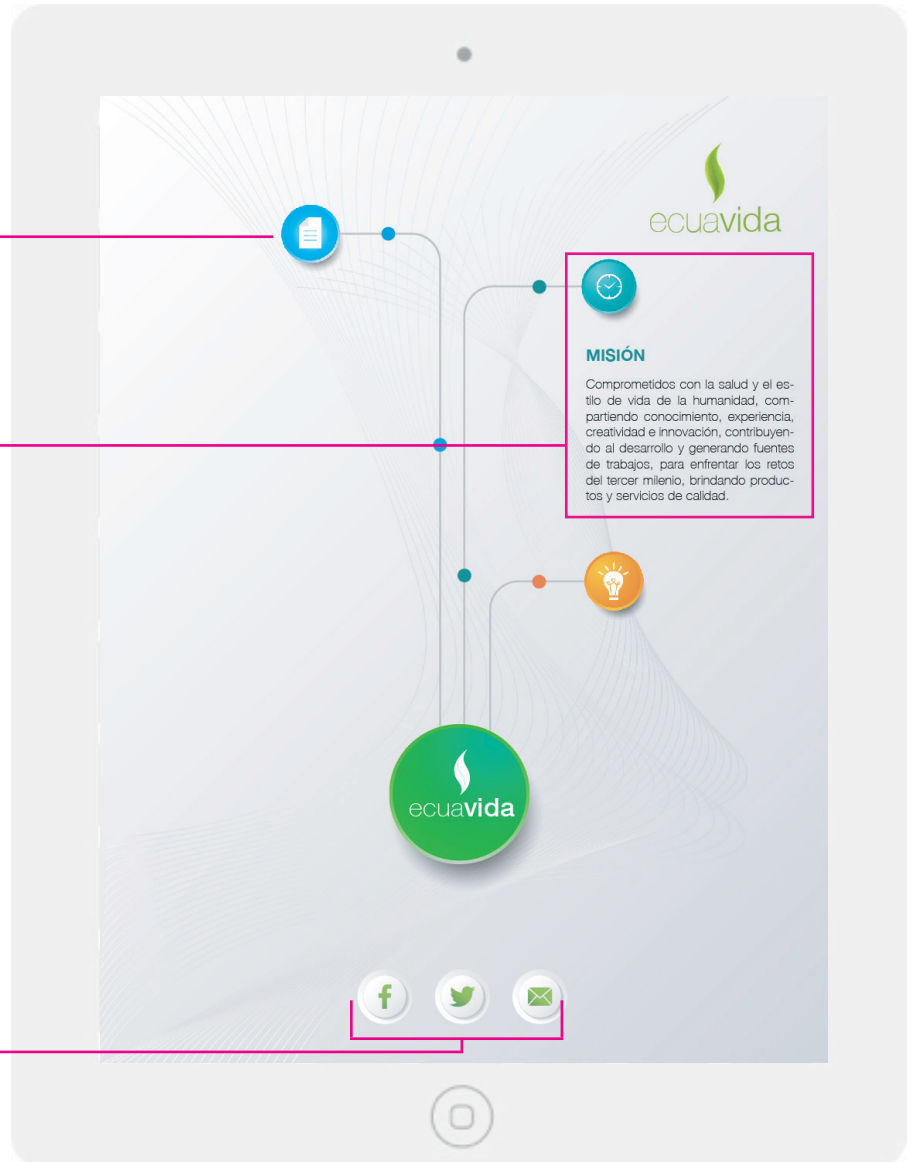 ecuavida
MISIÓN
Comprometidos con la salud y el es-
tilo de vida de la humanidad, com-
partiendo conocimiento, experiencia,
creatividad e innovación, contribuyen-
do al desarrollo y generando fuentes
de trabajos, para enfrentar los retos
del tercer milenio, brindando produc-
tos y servicios de calidad.
ecuavida